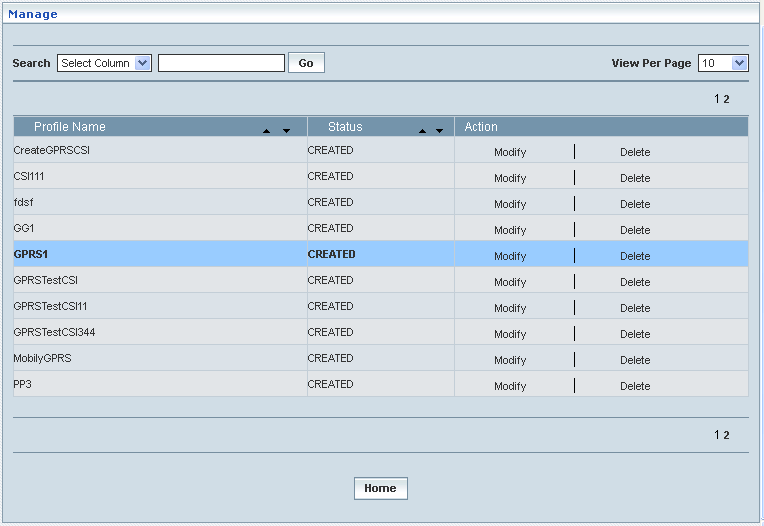 Manage
Search Select Column Go View Per Page 10
1 2
Profile Name Status Action
CreateGPRSCSI CREATED Modify Delete
CSI111 CREATED Modify Delete
fdsf CREATED Modify Delete
GG1 CREATED Modify Delete
GPRS1 CREATED Modify Delete
GPRSTestCSI CREATED Modify Delete
GPRSTestCSI11 CREATED Modify Delete
GPRSTestCSI344 CREATED Modify Delete
MobilyGPRS CREATED Modify Delete
PP3 CREATED Modify Delete
1 2
Home